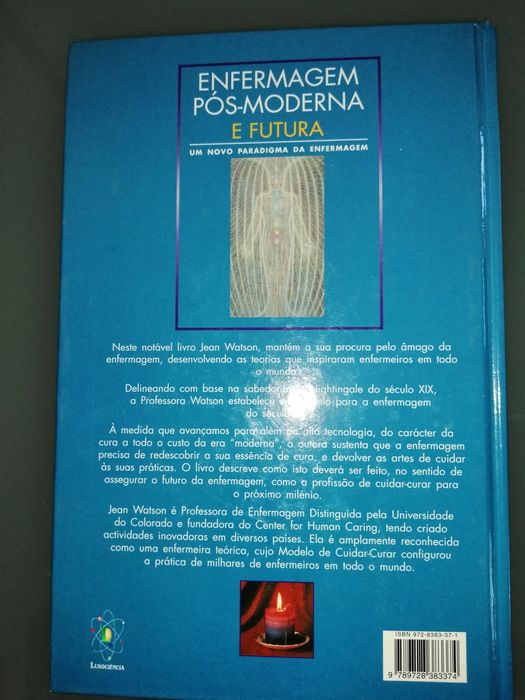 ENFERMAGEM
PÓS-MODERNA
E FUTURA
UM NOVO PARADIGMA DA ENFERMAGEM
Neste notável livro Jean Watson, mantém a sua procura pelo âmago da
enfermagem, desenvolvendo as teorias que inspiraram enfermeiros em todo
o mundo.
Delineando com base na sabedoria de Nightingale do século XIX,
a Professora Watson estabelece para a enfermagem
do século
À medida que avançamos para além da alta tecnologia, do carácter da
cura a todo o custo da era "moderna", a autora sustenta que a enfermagem
precisa de redescobrir a sua essência de cura, e devolver as artes de cuidar
às suas práticas. O livro descreve como isto deverá ser feito, no sentido de
assegurar o futuro da enfermagem, como a profissão de cuidar-curar para
o próximo milénio.
Jean Watson é Professora de Enfermagem Distinguida pela Universidade
do Colorado e fundadora do Center for Human Caring, tendo criado
actividades inovadoras em diversos países. Ela é amplamente reconhecida
como uma enfermeira teórica, cujo Modelo de Cuidar-Curar configurou
a prática de milhares de enfermeiros em todo o mundo.
LUSOCIÊNCIA
ISBN 972-8383-37-1
9 789728 383374